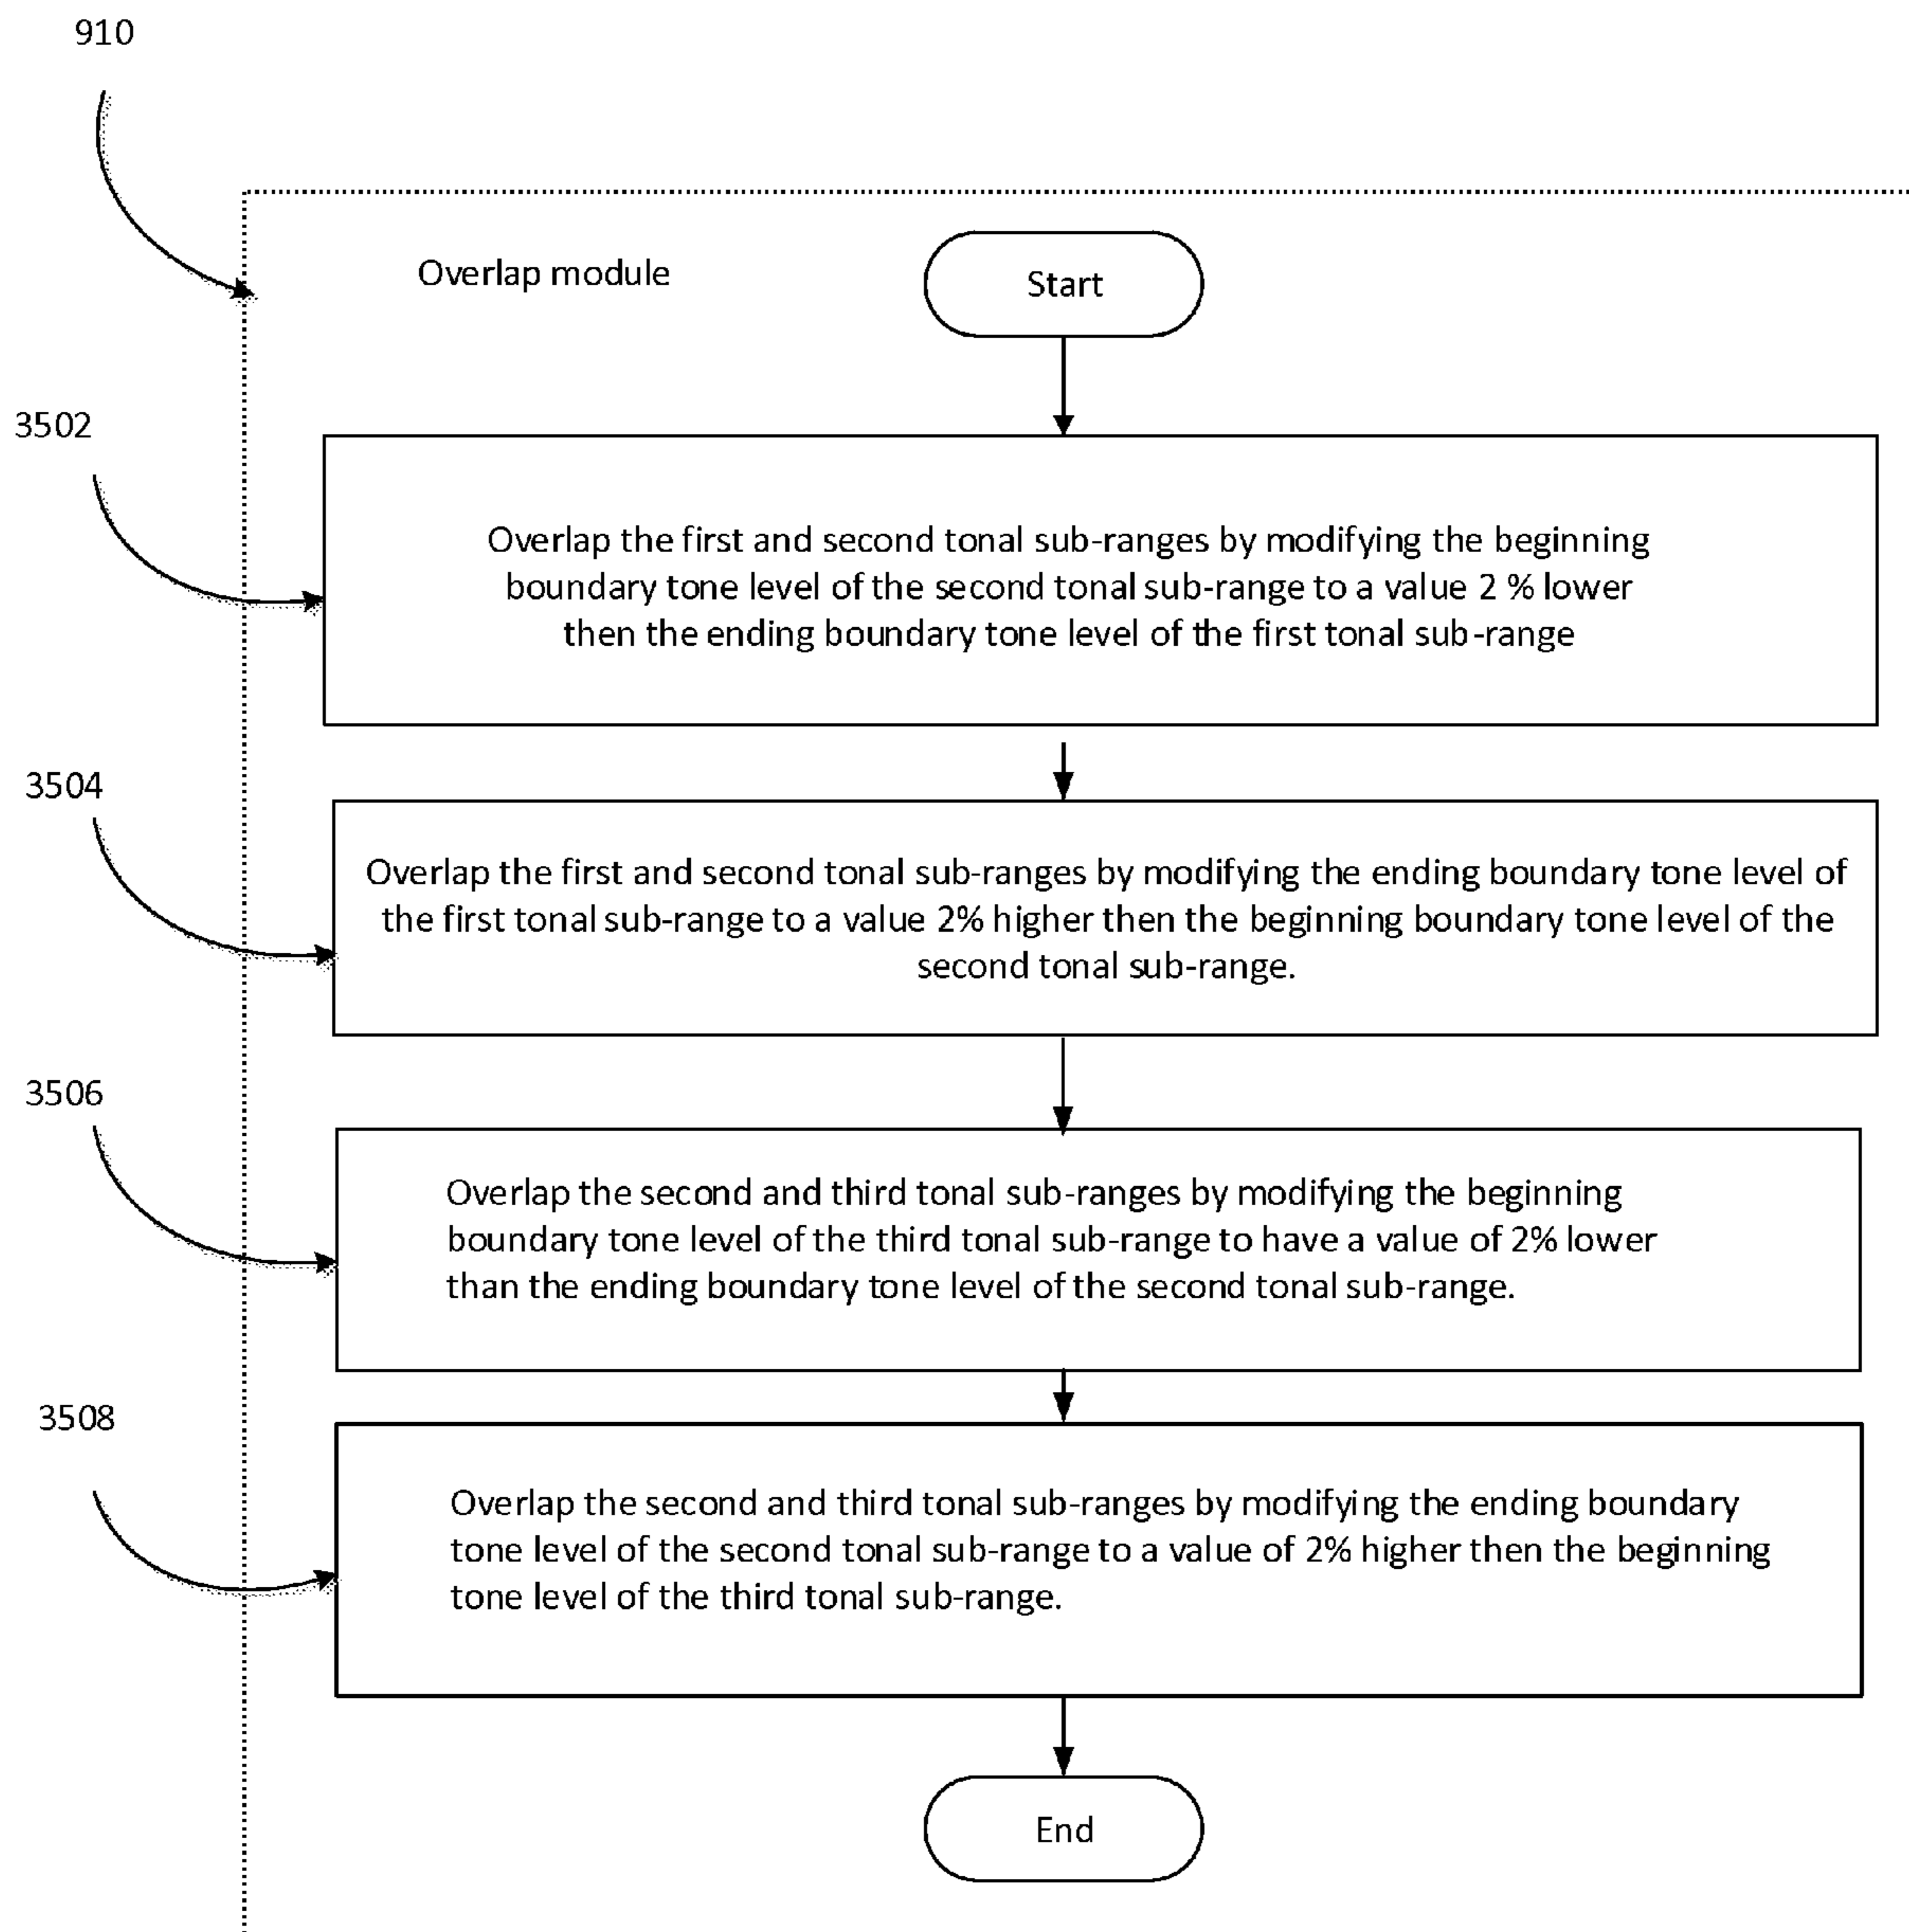 910
Overlap module
Start
3502
Overlap the first and second tonal sub-ranges by modifying the beginning
boundary tone level of the second tonal sub-range to a value 2 % lower
then the ending boundary tone level of the first tonal sub-range
3504
Overlap the first and second tonal sub-ranges by modifying the ending boundary tone level of
the first tonal sub-range to a value 2% higher then the beginning boundary tone level of the
second tonal sub-range.
3506
Overlap the second and third tonal sub-ranges by modifying the beginning
boundary tone level of the third tonal sub-range to have a value of 2% lower
than the ending boundary tone level of the second tonal sub-range.
3508
Overlap the second and third tonal sub-ranges by modifying the ending boundary
tone level of the second tonal sub-range to a value of 2% higher then the beginning
tone level of the third tonal sub-range.
End